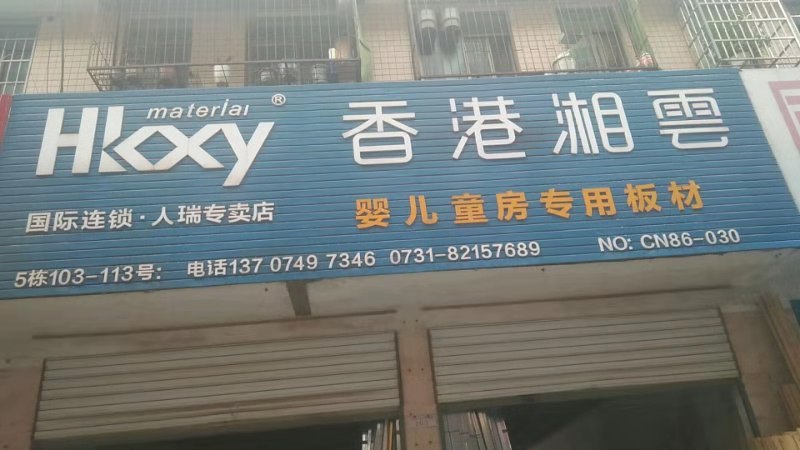 material
Hkxxy® 香港湘雲
国际连锁·人瑞专卖店 婴儿童房专用板材
5栋103-113号: 电话137 0749 7346 0731-82157689 NO: CN86-030